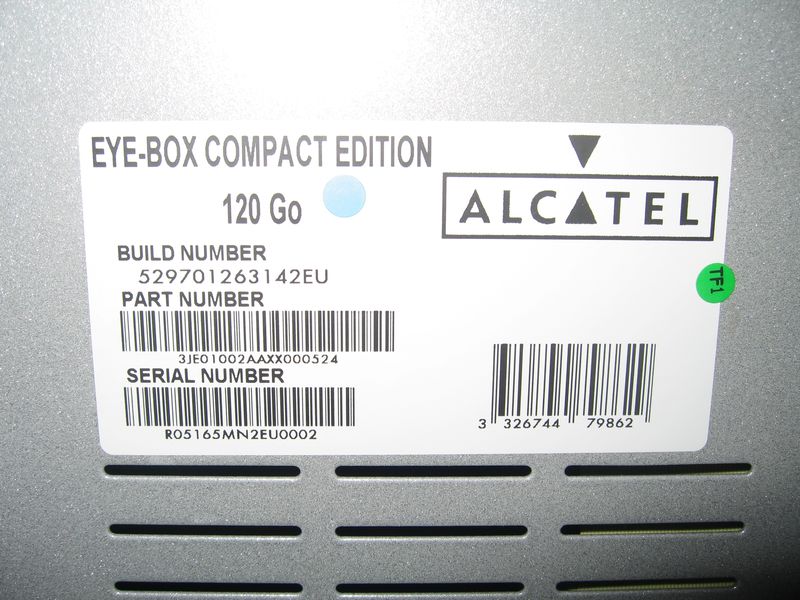 EYE-BOX COMPACT EDITION
120 Go
ALCATEL
BUILD NUMBER
529701263142EU
PART NUMBER
3JE01002AAXX000524
SERIAL NUMBER
R05165MN2EU0002
3 326744 79862
TF1